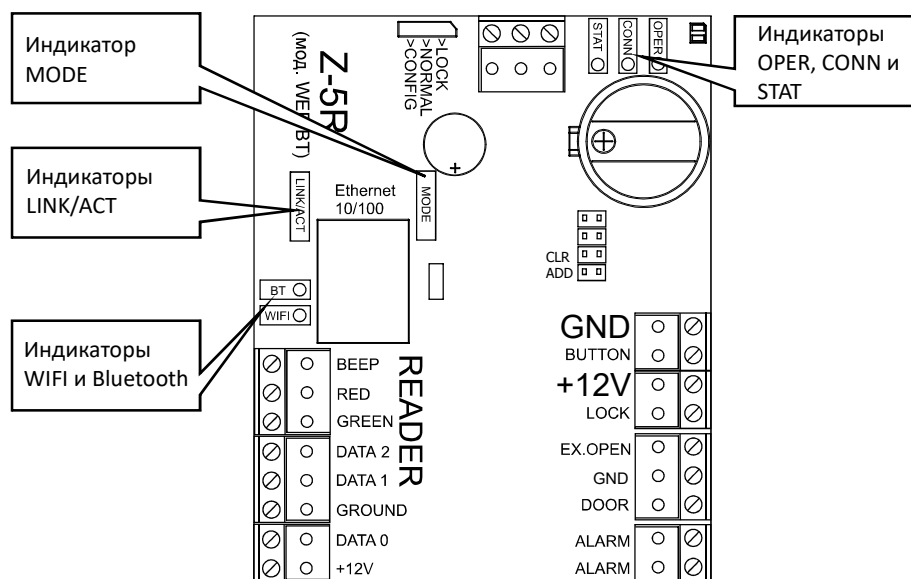 Индикатор
MODE
Индикаторы
LINK/ACT
Индикаторы
WIFI и Bluetooth
Индикаторы
OPER, CONN и
STAT
Z-5R
(мод. WEB BT)
>LOCK
>NORMAL
>CONFIG
STAT
CONN
OPER
LINK/ACT
Ethernet
10/100
MODE
BT
WIFI
CLR
ADD
READER
BEEP
RED
GREEN
DATA 2
DATA 1
GROUND
DATA 0
+12V
GND
BUTTON
+12V
LOCK
EX.OPEN
GND
DOOR
ALARM
ALARM